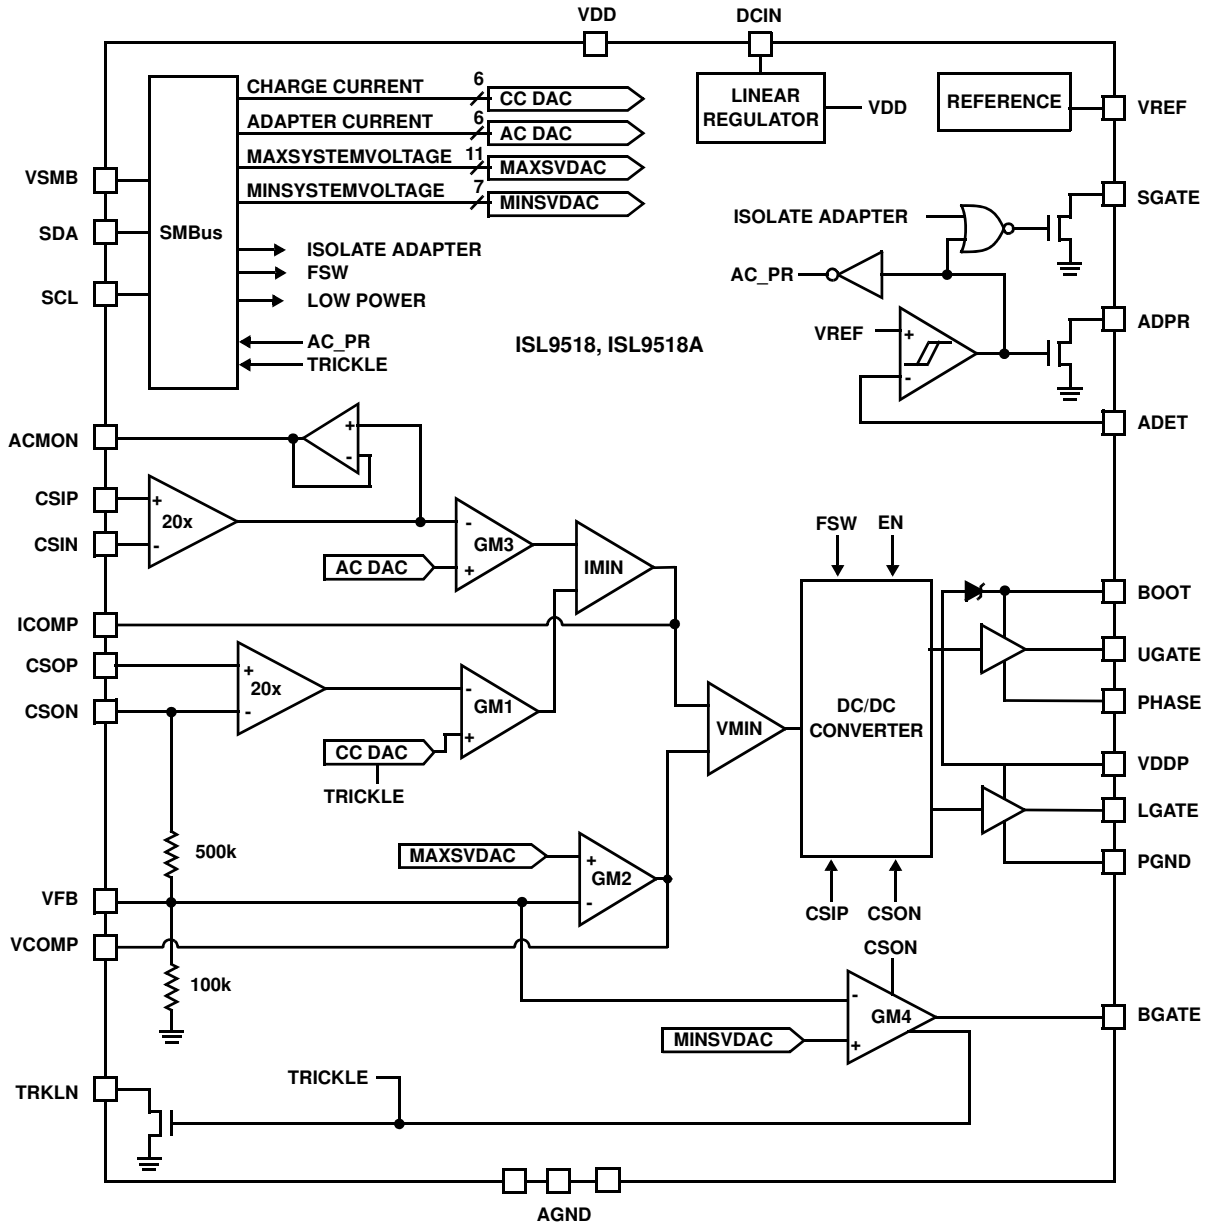 VDD
DCIN
CHARGE CURRENT
6
CC DAC
ADAPTER CURRENT
6
AC DAC
MAXSYSTEMVOLTAGE
11
MAXSVDAC
MINSYSTEMVOLTAGE
7
MINSVDAC
LINEAR
REGULATOR
VDD
REFERENCE
VREF
VSMB
SDA
SCL
SMBus
ISOLATE ADAPTER
FSW
LOW POWER
AC_PR
TRICKLE
ISL9518, ISL9518A
ISOLATE ADAPTER
SGATE
AC_PR
VREF
+
-
ADPR
ADET
ACMON
+
-
CSIP
+
20x
CSIN
-
-
GM3
AC DAC
+
IMIN
ICOMP
CSOP
+
20x
CSON
-
-
GM1
CC DAC
+
TRICKLE
VMIN
FSW
EN
DC/DC
CONVERTER
CSIP
CSON
BOOT
UGATE
PHASE
VDDP
LGATE
PGND
500k
MAXSVDAC
+
GM2
-
VFB
VCOMP
100k
CSON
-
GM4
MINSVDAC
+
BGATE
TRKLN
TRICKLE
AGND